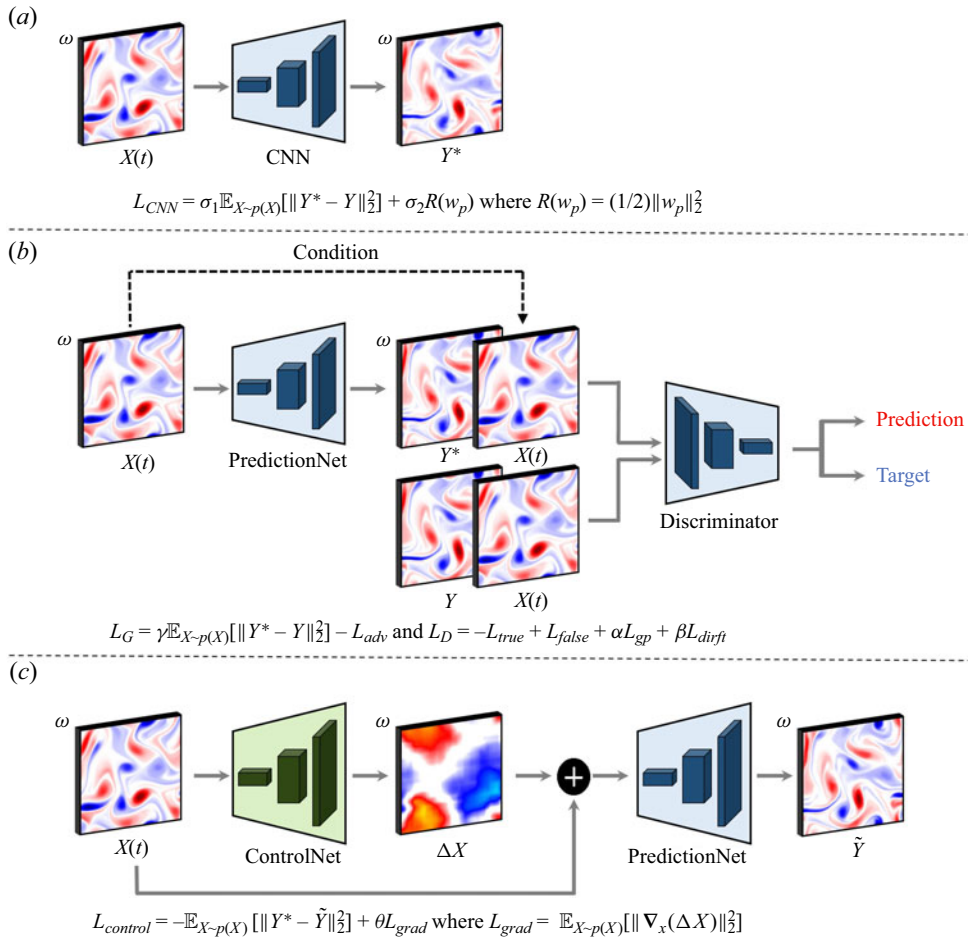 (a)
ω ω
X(t) CNN Y*
L_CNN = σ₁𝔼_X~p(X)[‖Y* – Y‖₂²] + σ₂R(w_p) where R(w_p) = (1/2)‖w_p‖₂²
(b)
Condition
ω ω
Prediction
X(t) PredictionNet Y* X(t)
Target
Discriminator
Y X(t)
L_G = γ𝔼_X~p(X)[‖Y* – Y‖₂²] – L_adv and L_D = –L_true + L_false + αL_gp + βL_dirft
(c)
ω ω ω
+
X(t) ControlNet ΔX PredictionNet Ỹ
L_control = –𝔼_X~p(X) [‖Y* – Ỹ‖₂²] + θL_grad where L_grad = 𝔼_X~p(X)[‖∇_x(ΔX)‖₂²]